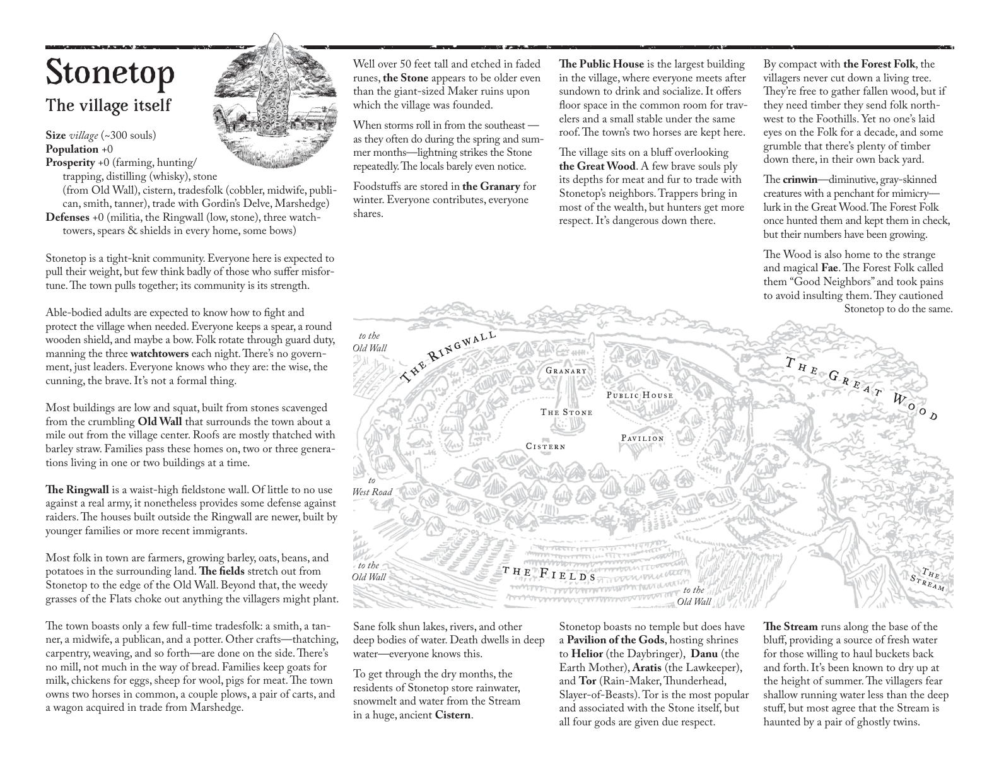 Stonetop
The village itself
Size village (~300 souls)
Population +0
Prosperity +0 (farming, hunting/
trapping, distilling (whisky), stone
(from Old Wall), cistern, tradesfolk (cobbler, midwife, publi-
can, smith, tanner), trade with Gordin's Delve, Marshedge)
Defenses +0 (militia, the Ringwall (low, stone), three watch-
towers, spears & shields in every home, some bows)
Stonetop is a tight-knit community. Everyone here is expected to
pull their weight, but few think badly of those who suffer misfor-
tune. The town pulls together; its community is its strength.
Able-bodied adults are expected to know how to fight and
protect the village when needed. Everyone keeps a spear, a round
wooden shield, and maybe a bow. Folk rotate through guard duty,
manning the three watchtowers each night. There's no govern-
ment, just leaders. Everyone knows who they are: the wise, the
cunning, the brave. It's not a formal thing.
Most buildings are low and squat, built from stones scavenged
from the crumbling Old Wall that surrounds the town about a
mile out from the village center. Roofs are mostly thatched with
barley straw. Families pass these homes on, two or three genera-
tions living in one or two buildings at a time.
The Ringwall is a waist-high fieldstone wall. Of little to no use
against a real army, it nonetheless provides some defense against
raiders. The houses built outside the Ringwall are newer, built by
younger families or more recent immigrants.
Most folk in town are farmers, growing barley, oats, beans, and
potatoes in the surrounding land. The fields stretch out from
Stonetop to the edge of the Old Wall. Beyond that, the weedy
grasses of the Flats choke out anything the villagers might plant.
The town boasts only a few full-time tradesfolk: a smith, a tan-
ner, a midwife, a publican, and a potter. Other crafts—thatching,
carpentry, weaving, and so forth—are done on the side. There's
no mill, not much in the way of bread. Families keep goats for
milk, chickens for eggs, sheep for wool, pigs for meat. The town
owns two horses in common, a couple plows, a pair of carts, and
a wagon acquired in trade from Marshedge.
Well over 50 feet tall and etched in faded
runes, the Stone appears to be older even
than the giant-sized Maker ruins upon
which the village was founded.
When storms roll in from the southeast —
as they often do during the spring and sum-
mer months—lightning strikes the Stone
repeatedly. The locals barely even notice.
Foodstuffs are stored in the Granary for
winter. Everyone contributes, everyone
shares.
The Public House is the largest building
in the village, where everyone meets after
sundown to drink and socialize. It offers
floor space in the common room for trav-
elers and a small stable under the same
roof. The town's two horses are kept here.
The village sits on a bluff overlooking
the Great Wood. A few brave souls ply
its depths for meat and fur to trade with
Stonetop's neighbors. Trappers bring in
most of the wealth, but hunters get more
respect. It's dangerous down there.
By compact with the Forest Folk, the
villagers never cut down a living tree.
They're free to gather fallen wood, but if
they need timber they send folk north-
west to the Foothills. Yet no one's laid
eyes on the Folk for a decade, and some
grumble that there's plenty of timber
down there, in their own back yard.
The crinwin—diminutive, gray-skinned
creatures with a penchant for mimicry—
lurk in the Great Wood. The Forest Folk
once hunted them and kept them in check,
but their numbers have been growing.
The Wood is also home to the strange
and magical Fae. The Forest Folk called
them “Good Neighbors” and took pains
to avoid insulting them. They cautioned
Stonetop to do the same.
to the
Old Wall
The Ringwall
Granary
Public House
The Stone
Pavilion
Cistern
The Great Wood
to
West Road
to the
Old Wall
the Fields
to the
Old Wall
The
Stream
Sane folk shun lakes, rivers, and other
deep bodies of water. Death dwells in deep
water—everyone knows this.
To get through the dry months, the
residents of Stonetop store rainwater,
snowmelt and water from the Stream
in a huge, ancient Cistern.
Stonetop boasts no temple but does have
a Pavilion of the Gods, hosting shrines
to Helior (the Daybringer), Danu (the
Earth Mother), Aratis (the Lawkeeper),
and Tor (Rain-Maker, Thunderhead,
Slayer-of-Beasts). Tor is the most popular
and associated with the Stone itself, but
all four gods are given due respect.
The Stream runs along the base of the
bluff, providing a source of fresh water
for those willing to haul buckets back
and forth. It's been known to dry up at
the height of summer. The villagers fear
shallow running water less than the deep
stuff, but most agree that the Stream is
haunted by a pair of ghostly twins.